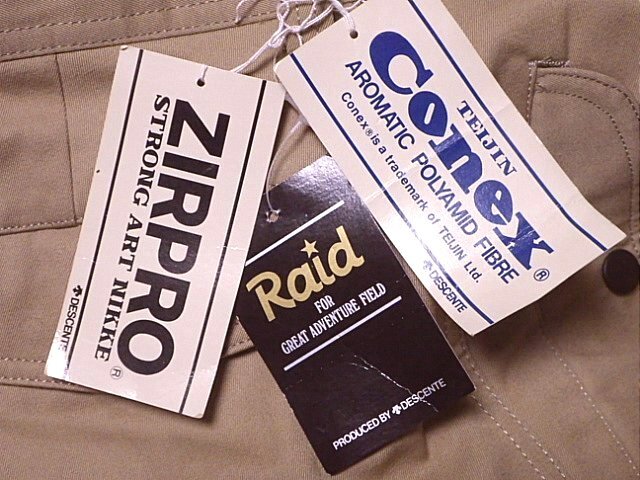 ZIRPRO®
STRONG ART NIKKE
DESCENTE
Raid
FOR
GREAT ADVENTURE FIELD
PRODUCED BY DESCENTE
TEIJIN
Conex®
AROMATIC POLYAMID FIBRE
Conex® is a trademark of TEIJIN Ltd.
DESCENTE